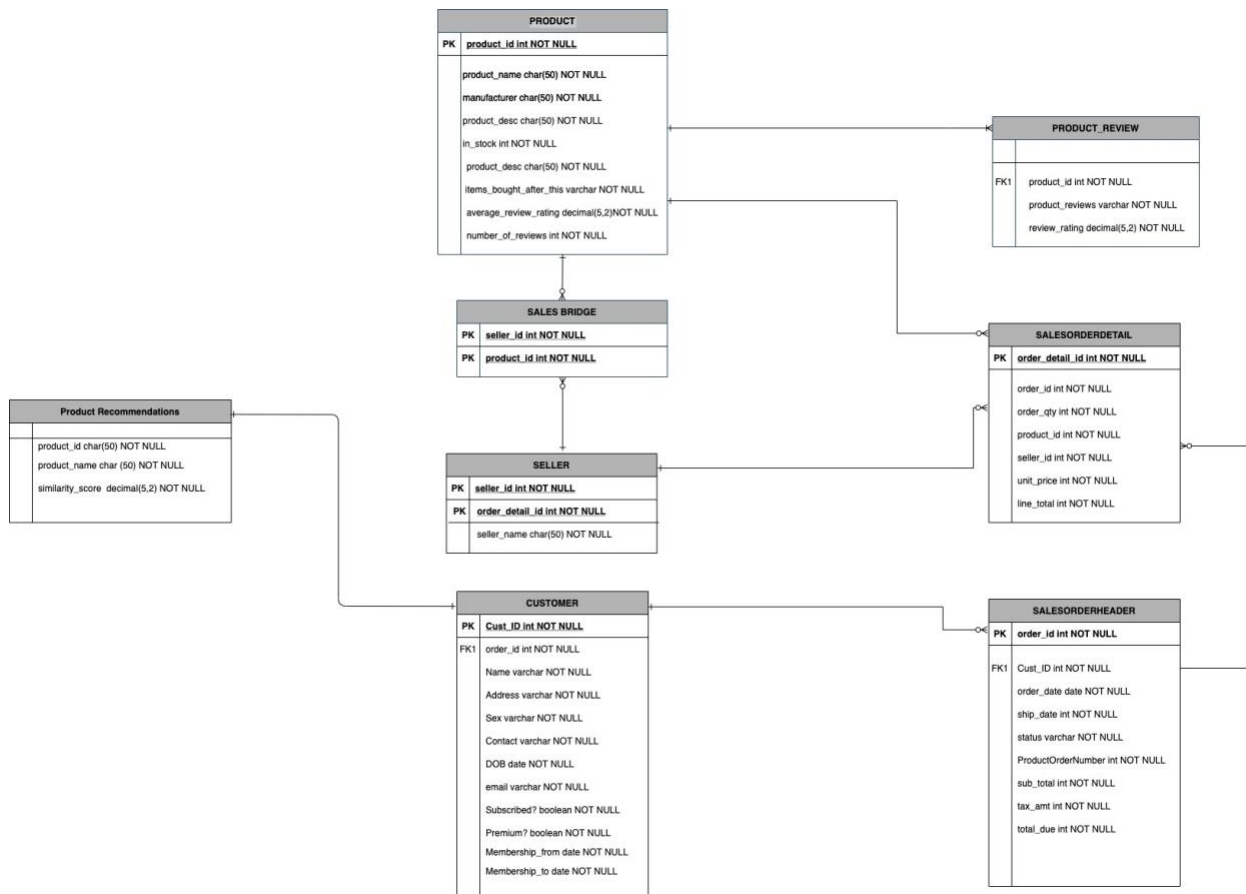 PRODUCT
PK product_id int NOT NULL
product_name char(50) NOT NULL
manufacturer char(50) NOT NULL
product_desc char(50) NOT NULL
in_stock int NOT NULL
product_desc char(50) NOT NULL
items_bought_after_this varchar NOT NULL
average_review_rating decimal(5,2)NOT NULL
number_of_reviews int NOT NULL
PRODUCT_REVIEW
FK1 product_id int NOT NULL
product_reviews varchar NOT NULL
review_rating decimal(5,2) NOT NULL
SALES BRIDGE
PK seller_id int NOT NULL
PK product_id int NOT NULL
SALESORDERDETAIL
PK order_detail_id int NOT NULL
order_id int NOT NULL
order_qty int NOT NULL
product_id int NOT NULL
seller_id int NOT NULL
unit_price int NOT NULL
line_total int NOT NULL
Product Recommendations
product_id char(50) NOT NULL
product_name char (50) NOT NULL
similarity_score decimal(5,2) NOT NULL
SELLER
PK seller_id int NOT NULL
PK order_detail_id int NOT NULL
seller_name char(50) NOT NULL
CUSTOMER
PK Cust_ID int NOT NULL
FK1 order_id int NOT NULL
Name varchar NOT NULL
Address varchar NOT NULL
Sex varchar NOT NULL
Contact varchar NOT NULL
DOB date NOT NULL
email varchar NOT NULL
Subscribed? boolean NOT NULL
Premium? boolean NOT NULL
Membership_from date NOT NULL
Membership_to date NOT NULL
SALESORDERHEADER
PK order_id int NOT NULL
FK1 Cust_ID int NOT NULL
order_date date NOT NULL
ship_date int NOT NULL
status varchar NOT NULL
ProductOrderNumber int NOT NULL
sub_total int NOT NULL
tax_amt int NOT NULL
total_due int NOT NULL